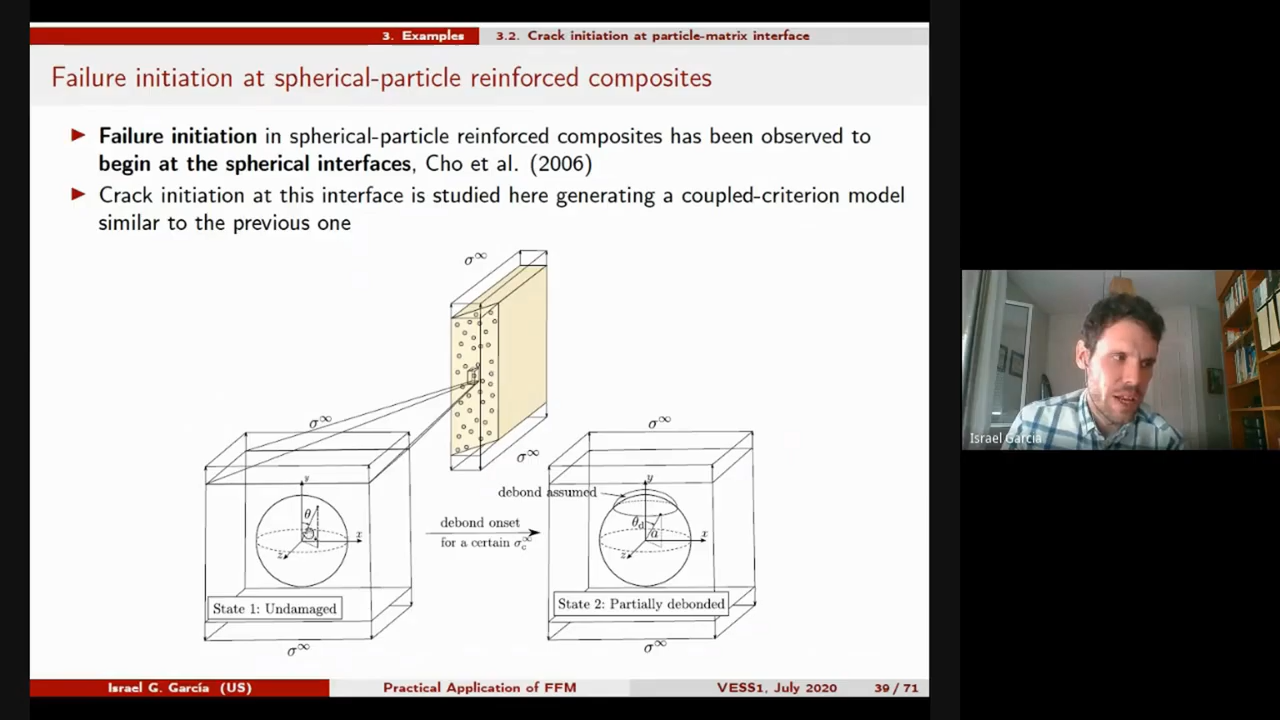 3. Examples
3.2. Crack initiation at particle-matrix interface
Failure initiation at spherical-particle reinforced composites
▶ Failure initiation in spherical-particle reinforced composites has been observed to
begin at the spherical interfaces, Cho et al. (2006)
▶ Crack initiation at this interface is studied here generating a coupled-criterion model
similar to the previous one
σ∞
σ∞
σ∞
y
θ
x
z
State 1: Undamaged
σ∞
debond onset
for a certain σc∞
σ∞
debond assumed
y
θd
a
x
z
State 2: Partially debonded
σ∞
Israel G. García (US)
Practical Application of FFM
VESS1, July 2020
39 / 71
Israel García